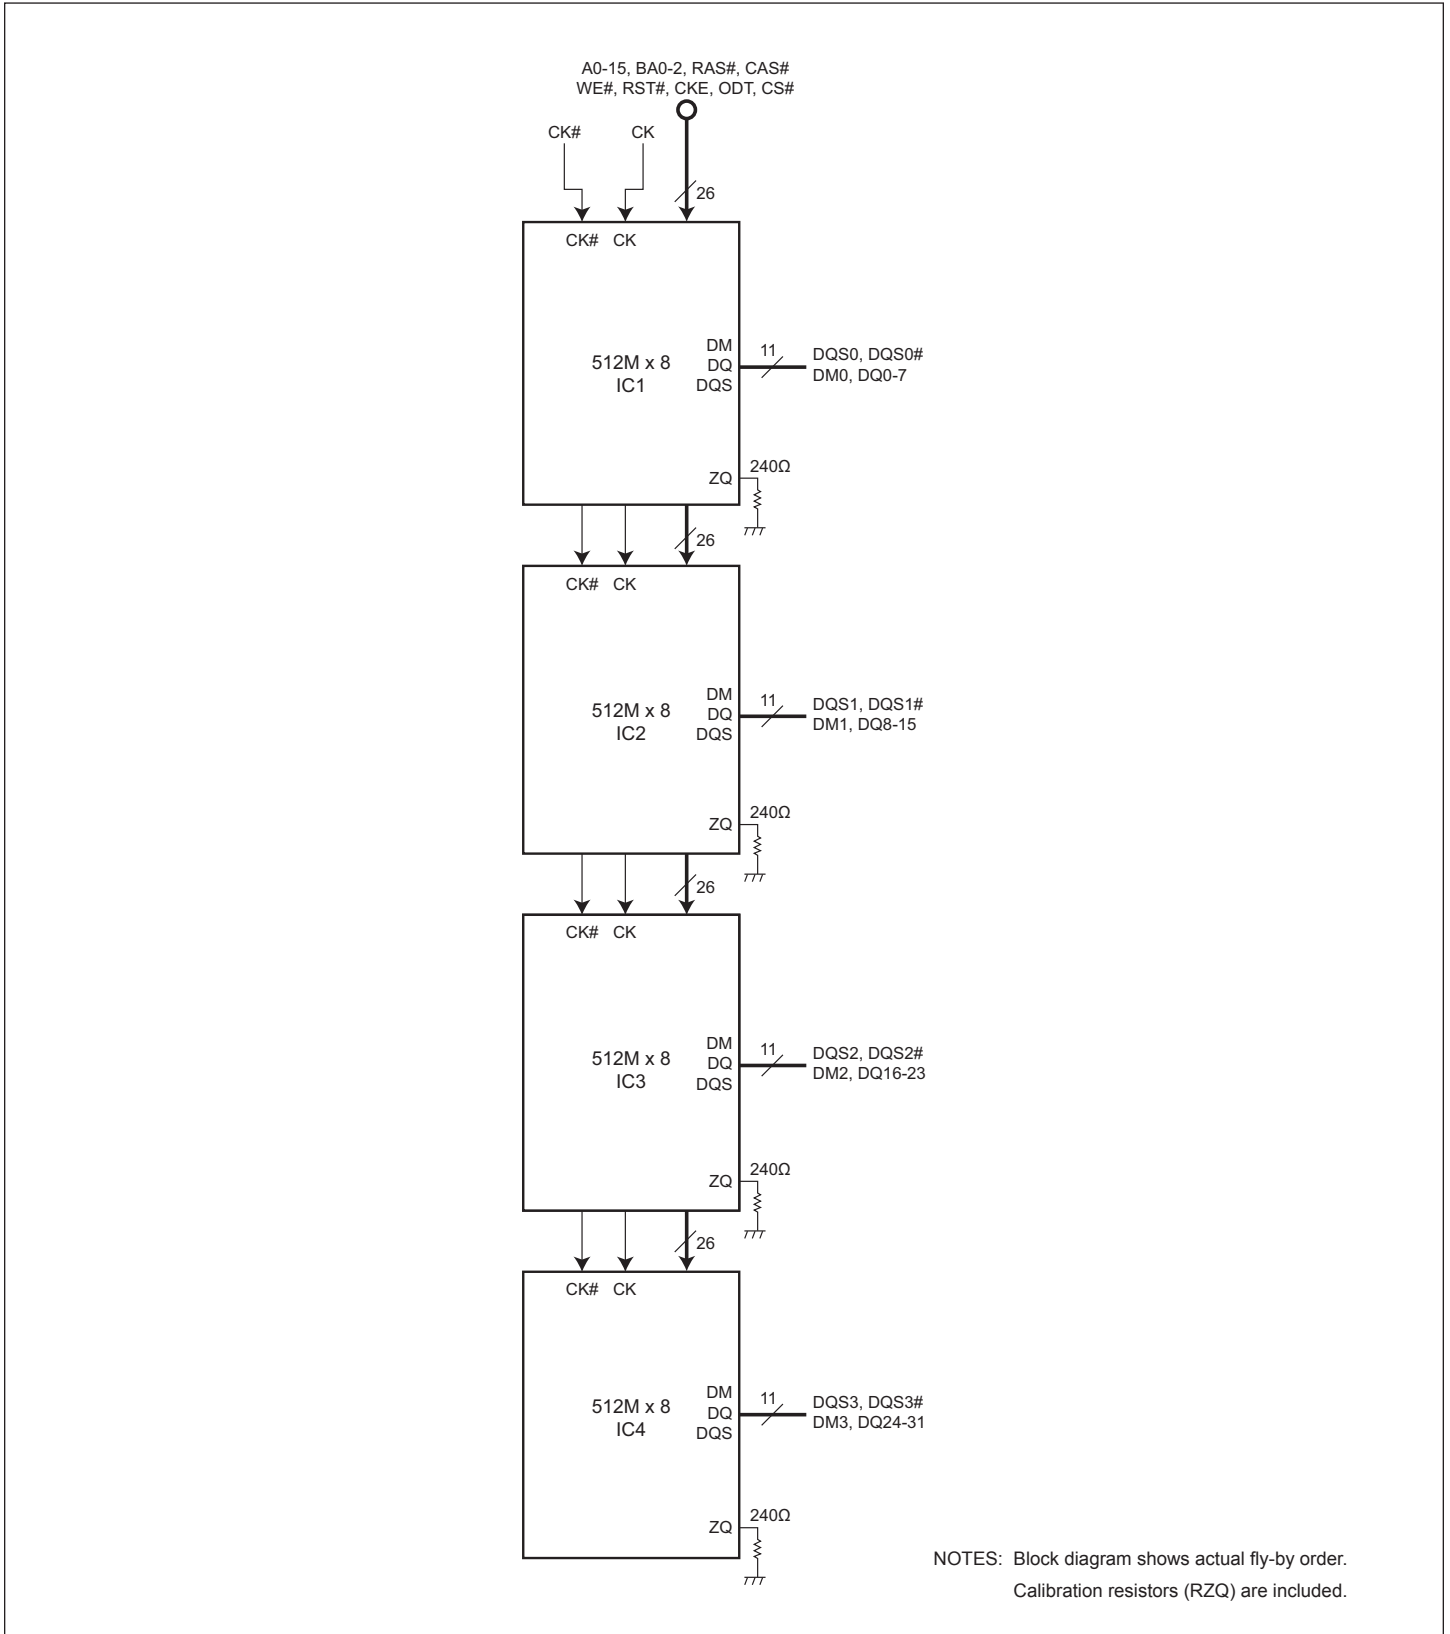 A0-15, BA0-2, RAS#, CAS#
WE#, RST#, CKE, ODT, CS#
CK#
CK
26
CK#
CK
512M x 8
IC1
DM
DQ
DQS
11
DQS0, DQS0#
DM0, DQ0-7
ZQ
240Ω
26
CK#
CK
512M x 8
IC2
DM
DQ
DQS
11
DQS1, DQS1#
DM1, DQ8-15
ZQ
240Ω
26
CK#
CK
512M x 8
IC3
DM
DQ
DQS
11
DQS2, DQS2#
DM2, DQ16-23
ZQ
240Ω
26
CK#
CK
512M x 8
IC4
DM
DQ
DQS
11
DQS3, DQS3#
DM3, DQ24-31
ZQ
240Ω
NOTES: Block diagram shows actual fly-by order.
Calibration resistors (RZQ) are included.